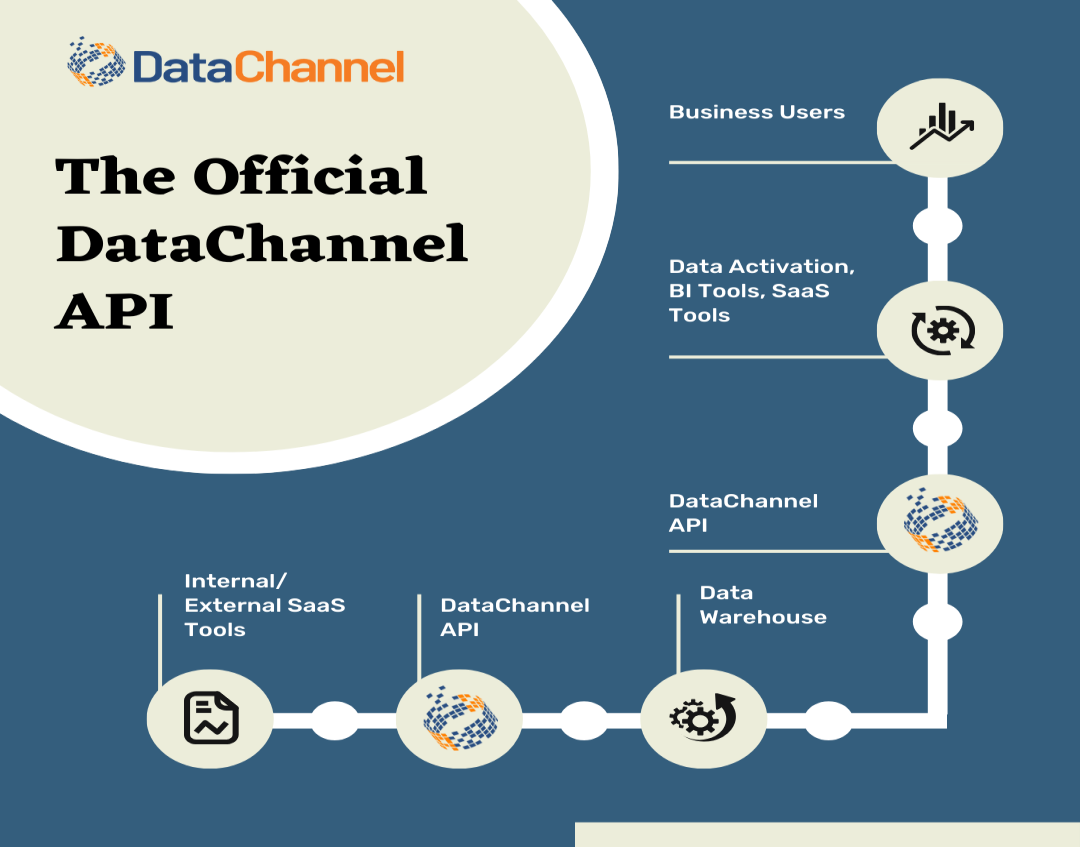 DataChannel
The Official
DataChannel
API
Business Users
Data Activation,
BI Tools, SaaS
Tools
DataChannel
API
Internal/
External SaaS
Tools
DataChannel
API
Data
Warehouse